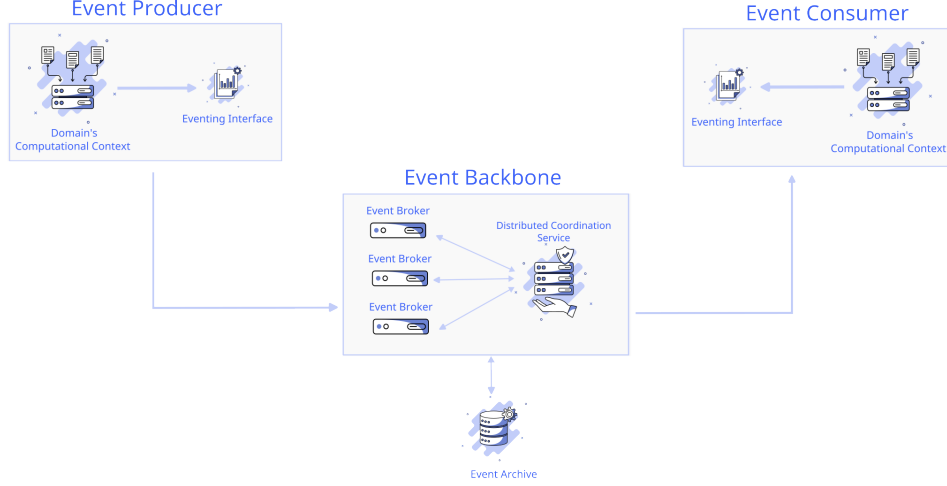 Event Producer
Domain's
Computational Context
Eventing Interface
Event Consumer
Eventing Interface
Domain's
Computational Context
Event Backbone
Event Broker
Event Broker
Event Broker
Distributed Coordination
Service
Event Archive